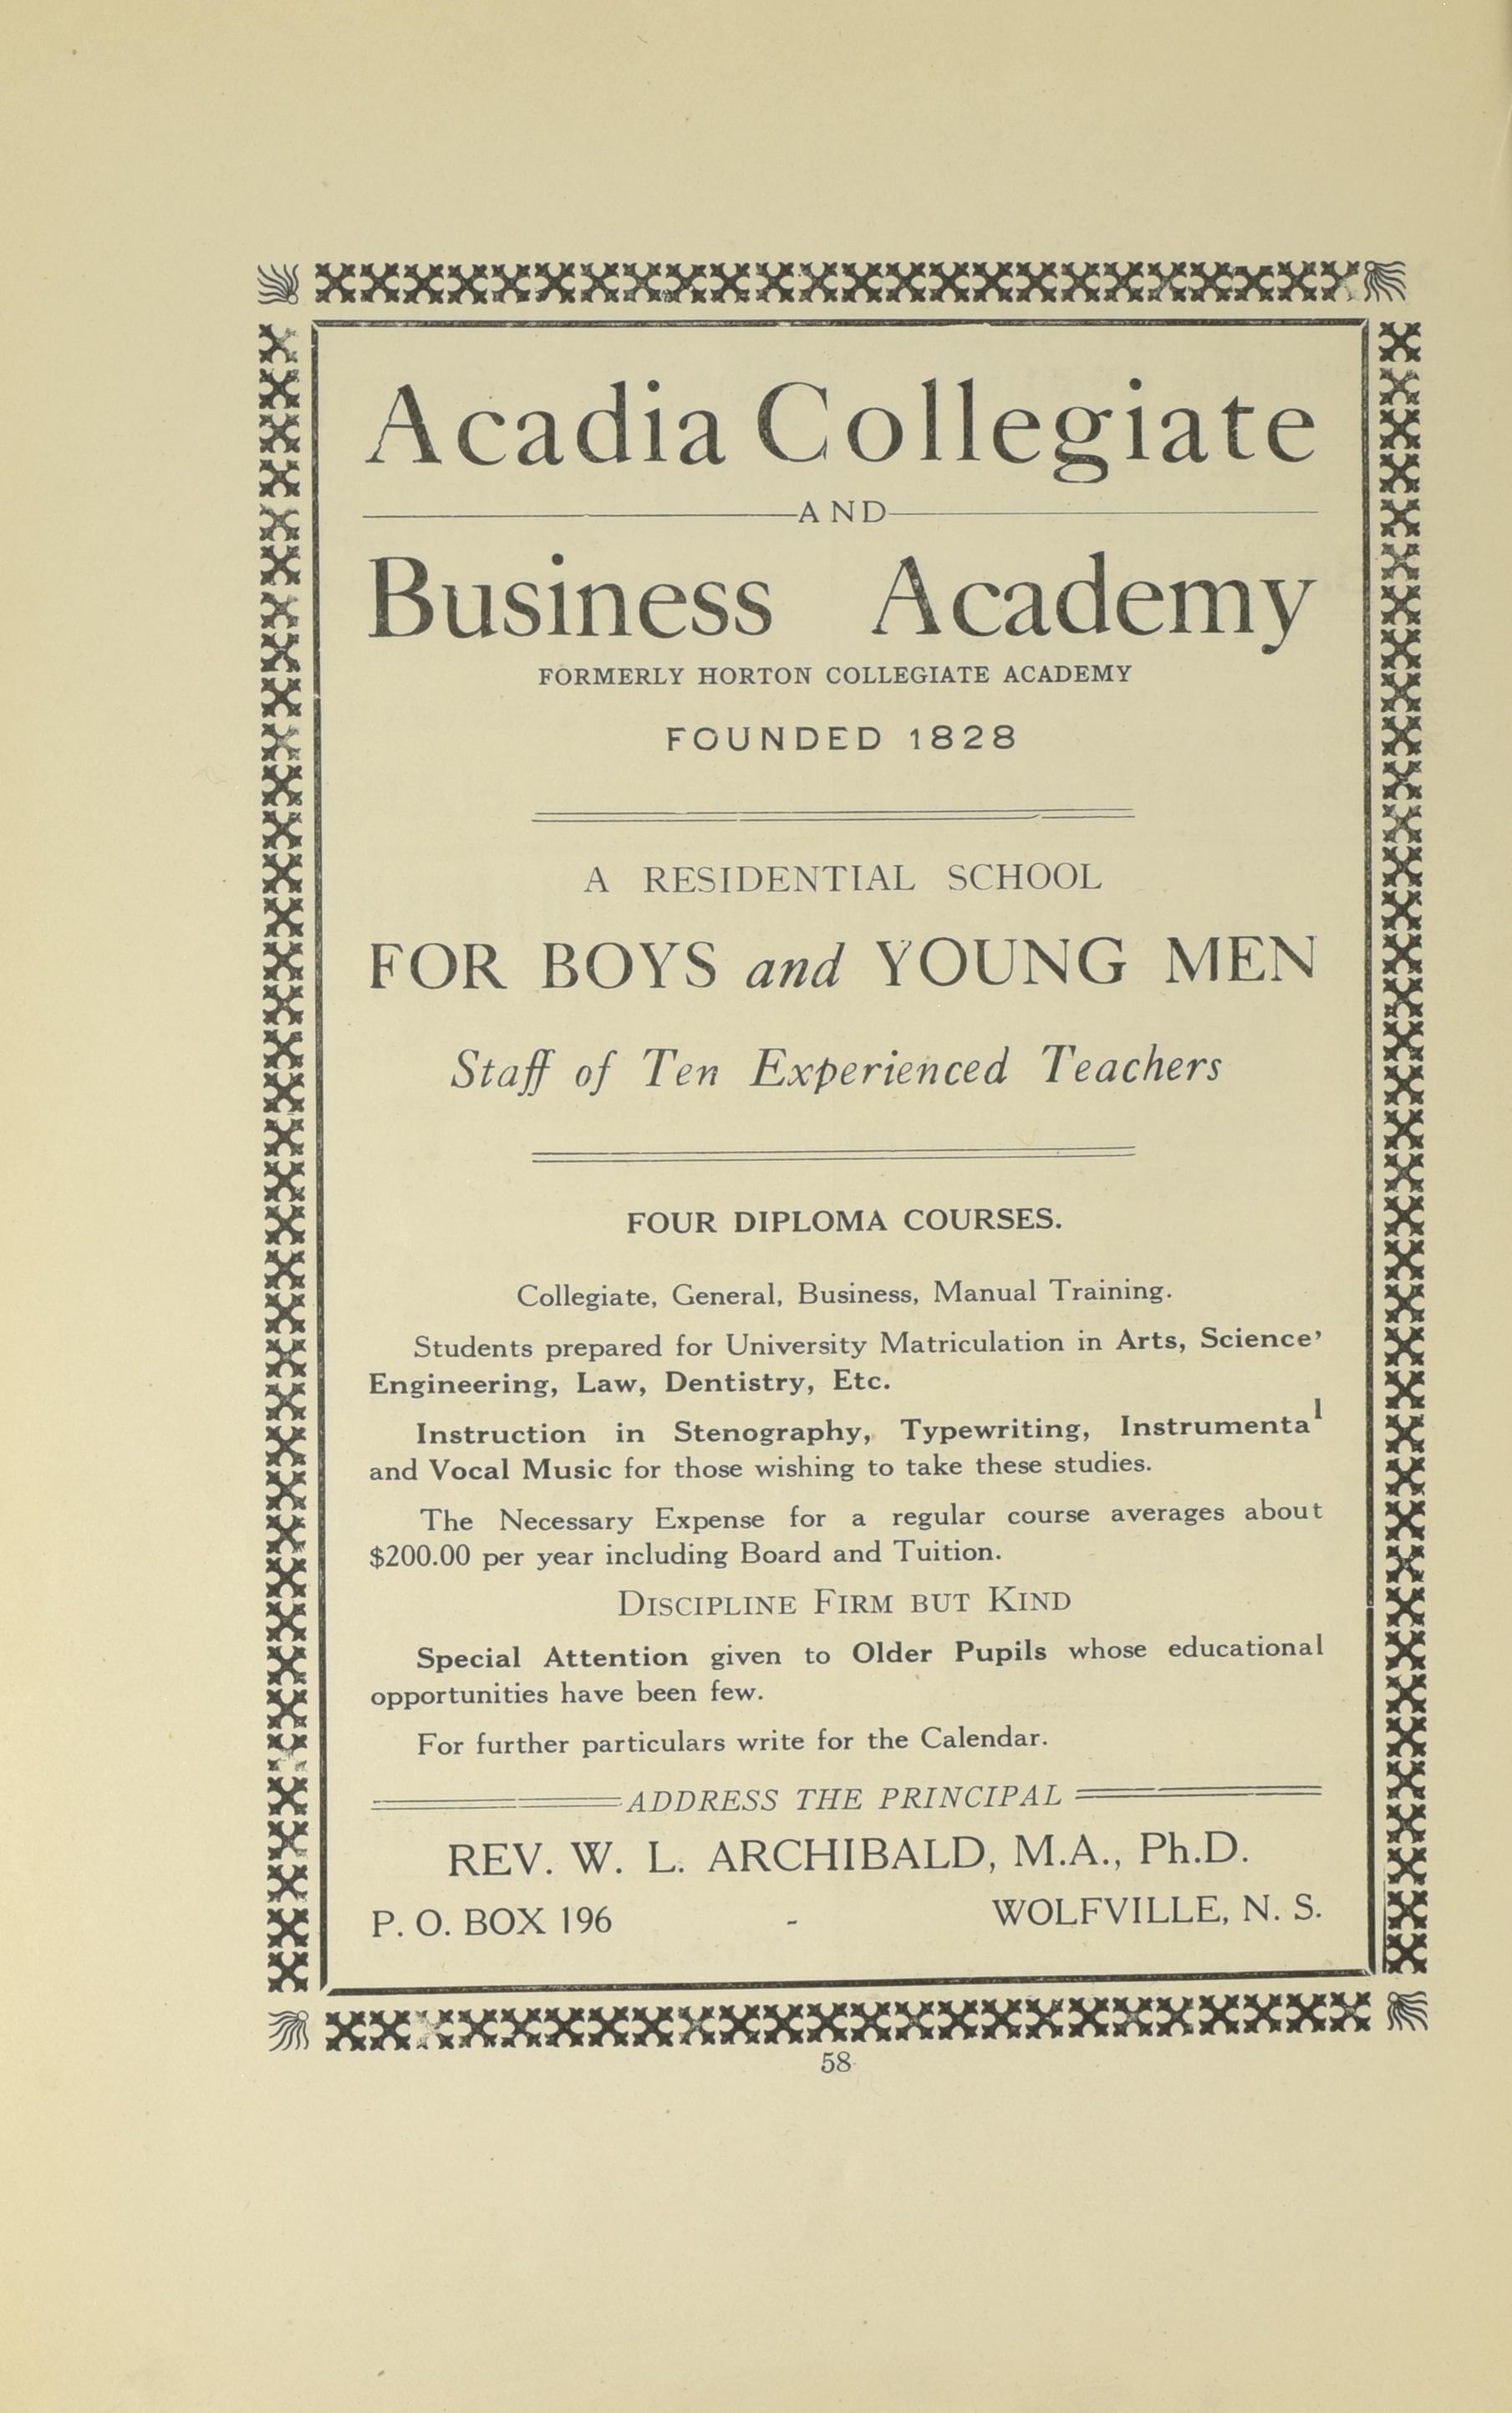 Acadia Collegiate
AND
Business Academy
FORMERLY HORTON COLLEGIATE ACADEMY
FOUNDED 1828
A RESIDENTIAL SCHOOL
FOR BOYS and YOUNG MEN
Staff of Ten Experienced Teachers
FOUR DIPLOMA COURSES.
Collegiate, General, Business, Manual Training.
Students prepared for University Matriculation in Arts, Science’
Engineering, Law, Dentistry, Etc.
Instruction in Stenography, Typewriting, Instrumental
and Vocal Music for those wishing to take these studies.
The Necessary Expense for a regular course averages about
$200.00 per year including Board and Tuition.
DISCIPLINE FIRM BUT KIND
Special Attention given to Older Pupils whose educational
opportunities have been few.
For further particulars write for the Calendar.
ADDRESS THE PRINCIPAL
REV. W. L. ARCHIBALD, M.A., Ph.D.
P. O. BOX 196 - WOLFVILLE, N. S.
58